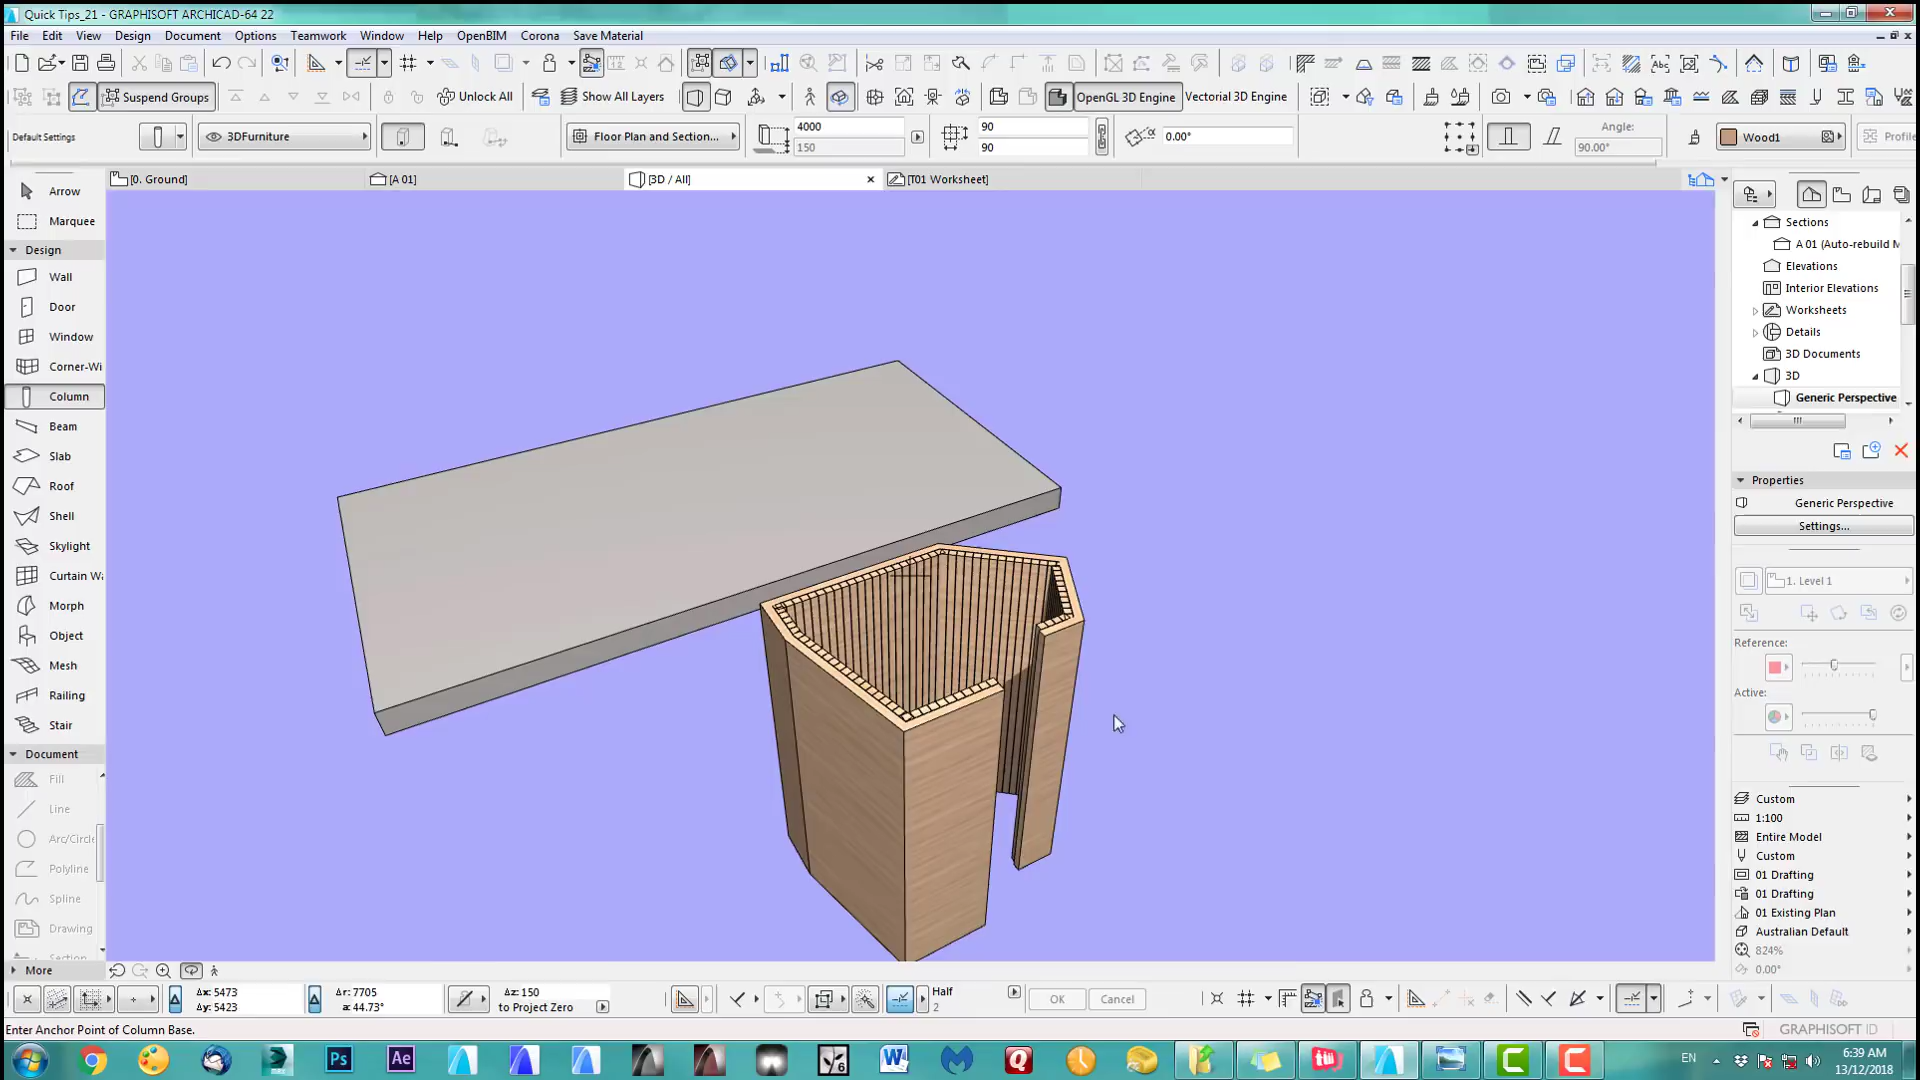 Quick Tips_21 - GRAPHISOFT ARCHICAD-64 22
File Edit View Design Document Options Teamwork Window Help OpenBIM Corona Save Material
Suspend Groups Unlock All Show All Layers OpenGL 3D Engine Vectorial 3D Engine
Default Settings 3DFurniture Floor Plan and Section... 4000 150 90 90 0.00° Angle: 90.00° Wood1 Profile
[0. Ground] [A 01] [3D / All] [T01 Worksheet]
Arrow
Marquee
Design
Wall
Door
Window
Corner-Wi
Column
Beam
Slab
Roof
Shell
Skylight
Curtain Wa
Morph
Object
Mesh
Railing
Stair
Document
Fill
Line
Arc/Circle
Polyline
Spline
Drawing
More
Sections
A 01 (Auto-rebuild M
Elevations
Interior Elevations
Worksheets
Details
3D Documents
3D
Generic Perspective
Properties
Generic Perspective
Settings...
1. Level 1
Reference:
Active:
Custom
1:100
Entire Model
Custom
01 Drafting
01 Drafting
01 Existing Plan
Australian Default
824%
0.00°
Δx: 5473 Δr: 7705 Δz: 150 Half OK Cancel
Δy: 5423 a: 44.73° to Project Zero 2
Enter Anchor Point of Column Base.
GRAPHISOFT ID
Ps Ae W Q 6
EN
6:39 AM
13/12/2018